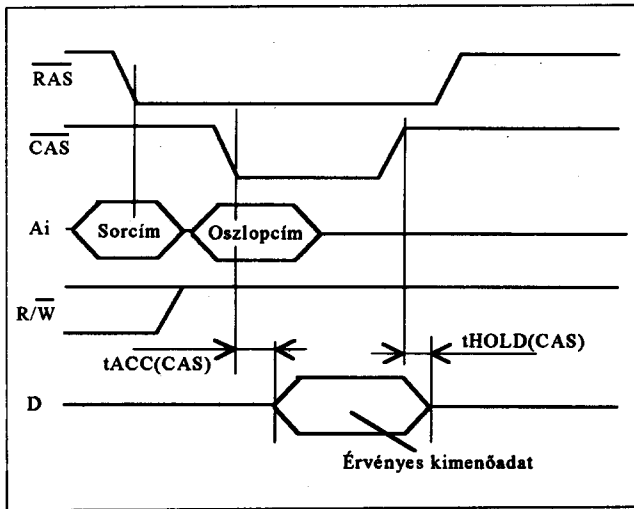 RAS
CAS
Ai
Sorcím
Oszlopcím
R/W
tACC(CAS)
tHOLD(CAS)
D
Érvényes kimenőadat